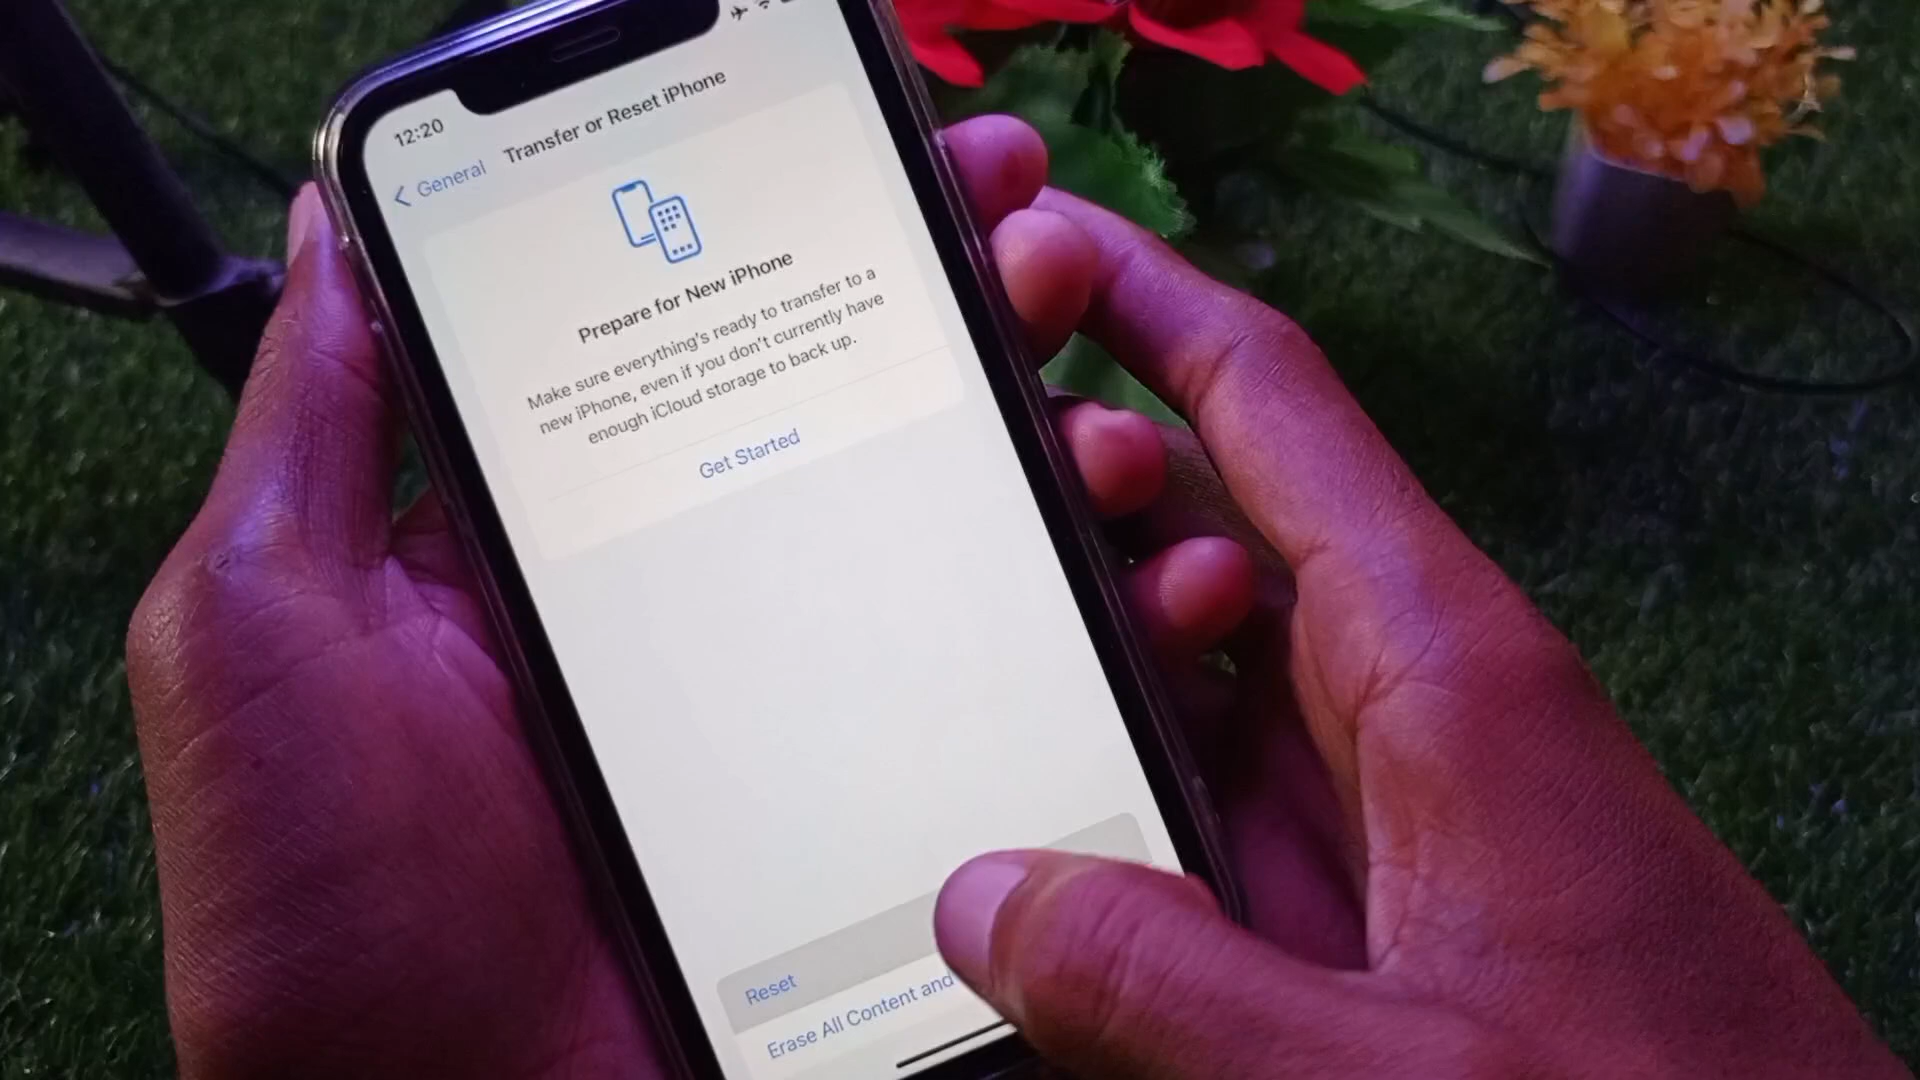 12:20
General
Transfer or Reset iPhone
Prepare for New iPhone
Make sure everything's ready to transfer to a
new iPhone, even if you don't currently have
enough iCloud storage to back up.
Get Started
Reset
Erase All Content and